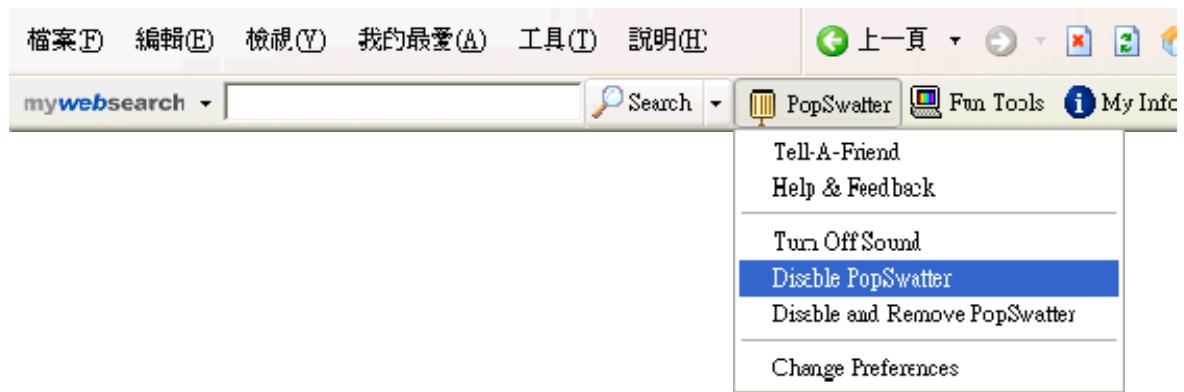 檔案(F) 編輯(E) 檢視(V) 我的最愛(A) 工具(T) 說明(H) 上一頁
mywebsearch Search PopSwatter Fun Tools My Info
Tell-A-Friend
Help & Feedback
Turn Off Sound
Disable PopSwatter
Disable and Remove PopSwatter
Change Preferences